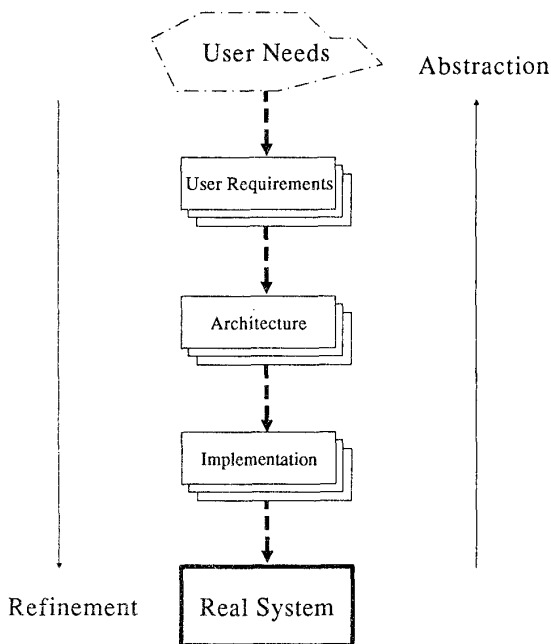 User Needs
Abstraction
User Requirements
Architecture
Implementation
Refinement
Real System